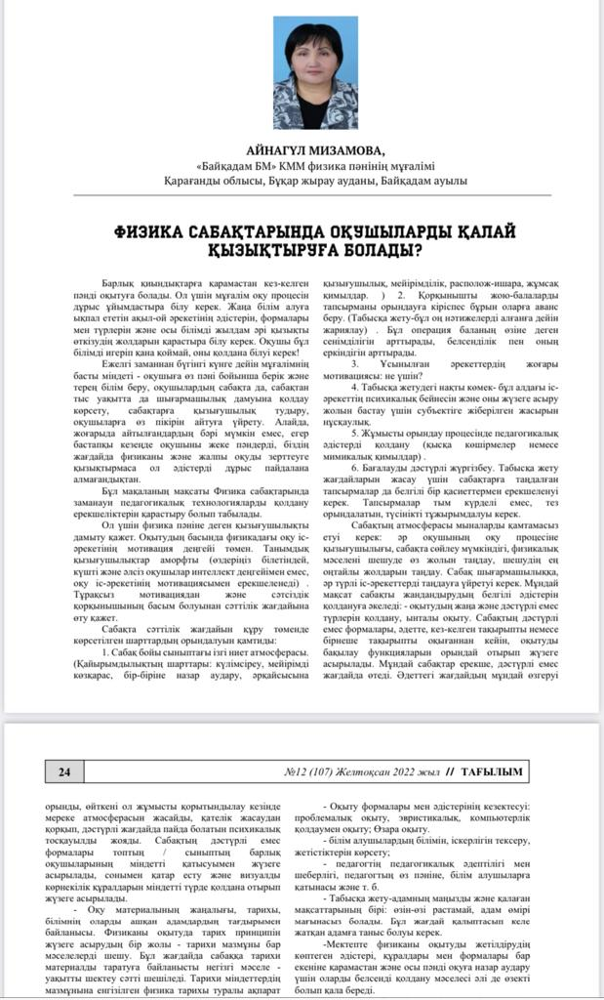 АЙНАГҮЛ МИЗАМОВА,
«Байқадам БМ» КММ физика пәнінің мұғалімі
Қарағанды облысы, Бұқар жырау ауданы, Байқадам ауылы
ФИЗИКА САБАҚТАРЫНДА ОҚУШЫЛАРДЫ ҚАЛАЙ
ҚЫЗЫҚТЫРУҒА БОЛАДЫ?
Барлық қиындықтарға қарамастан кез-келген
пәнді оқытуға болады. Ол үшін мұғалім оқу процесін
дұрыс ұйымдастыра білу керек. Жаңа білім алуға
ықпал ететін ақыл-ой әрекетінің әдістерін, формалары
мен түрлерін және осы білімді жылдам әрі қызықты
өткізудің жолдарын қарастыра білу керек. Оқушы бұл
білімді игеріп қана қоймай, оны қолдана білуі керек!
Ежелгі заманнан бүгінгі күнге дейін мұғалімнің
басты міндеті - оқушыға өз пәні бойынша берік және
терең білім беру, оқушылардың сабақта да, сабақтан
тыс уақытта да шығармашылық дамуына қолдау
көрсету, сабақтарға қызығушылық тудыру,
оқушыларға өз пікірін айтуға үйрету. Алайда,
жоғарыда айтылғандардың бәрі мүмкін емес, егер
бастапқы кезеңде оқушыны жеке пәндерді, біздің
жағдайда физиканы және жалпы оқуды зерттеуге
қызықтырмаса ол әдістерді дұрыс пайдалана
алмағандықтан.
Бұл мақаланың мақсаты Физика сабақтарында
заманауи педагогикалық технологияларды қолдану
ерекшеліктерін қарастыру болып табылады.
Ол үшін физика пәніне деген қызығушылықты
дамыту қажет. Оқытудың басында физикадағы оқу іс-
әрекетінің мотивация деңгейі төмен. Танымдық
қызығушылықтар аморфты (өздеріңіз білетіндей,
күшті және әлсіз оқушылар интеллект деңгейімен емес,
оқу іс-әрекетінің мотивациясымен ерекшеленеді) .
Тұрақсыз мотивациядан және сәтсіздік
қорқынышының басым болуынан сәттілік жағдайына
өту қажет.
Сабақта сәттілік жағдайын құру төменде
көрсетілген шарттардың орындалуын қамтиды:
1. Сабақ бойы сыныптағы ізгі ниет атмосферасы.
(Қайырымдылықтың шарттары: күлімсіреу, мейірімді
көзқарас, бір-біріне назар аудару, әрқайсысына
қызығушылық, мейірімділік, располож-ишара, жұмсақ
қимылдар. ) 2. Қорқынышты жою-балаларды
тапсырманы орындауға кіріспес бұрын оларға аванс
беру. (Табысқа жету-бұл оң нәтижелерді алғанға дейін
жариялау) . Бұл операция баланың өзіне деген
сенімділігін арттырады, белсенділік пен оның
еркіндігін арттырады.
3. Ұсынылған әрекеттердің жоғары
мотивациясы: не үшін?
4. Табысқа жетудегі нақты көмек- бұл алдағы іс-
әрекеттің психикалық бейнесін және оны жүзеге асыру
жолын бастау үшін субъектіге жіберілген жасырын
нұсқаулық.
5. Жұмысты орындау процесінде педагогикалық
әдістерді қолдану (қысқа көшірмелер немесе
мимикалық қимылдар) .
6. Бағалауды дәстүрлі жүргізбеу. Табысқа жету
жағдайларын жасау үшін сабақтарға таңдалған
тапсырмалар да белгілі бір қасиеттермен ерекшеленуі
керек. Тапсырмалар тым күрделі емес, тез
орындалатын, түсінікті тұжырымдалуы керек.
Сабақтың атмосферасы мыналарды қамтамасыз
етуі керек: әр оқушының оқу процесіне
қызығушылығы, сабақта сөйлеу мүмкіндігі, физикалық
мәселені шешуде өз жолын таңдау, шешудің ең
оңтайлы жолдарын таңдау. Сабақ шығармашылыққа,
әр түрлі іс-әрекеттерді таңдауға үйретуі керек. Мұндай
мақсат сабақты жандандырудың белгілі әдістерін
қолдануға әкеледі: - оқытудың жаңа және дәстүрлі емес
түрлерін қолдану, ынталы оқыту. Сабақтың дәстүрлі
емес формалары, әдетте, кез-келген тақырыпты немесе
бірнеше тақырыпты оқығаннан кейін, оқытуды
бақылау функцияларын орындай отырып жүзеге
асырылады. Мұндай сабақтар ерекше, дәстүрлі емес
жағдайда өтеді. Әдеттегі жағдайдың мұндай өзгеруі
24
№12 (107) Желтоқсан 2022 жыл // ТАҒЫЛЫМ
орынды, өйткені ол жұмысты қорытындылау кезінде
мереке атмосферасын жасайды, қателік жасаудан
қорқып, дәстүрлі жағдайда пайда болатын психикалық
тосқауылды жояды. Сабақтың дәстүрлі емес
формалары топтың / сыныптың барлық
оқушыларының міндетті қатысуымен жүзеге
асырылады, сонымен қатар есту және визуалды
көрнекілік құралдарын міндетті түрде қолдана отырып
жүзеге асырылады.
- Оқу материалының жаңалығы, тарихы,
білімнің оларды ашқан адамдардың тағдырымен
байланысы. Физиканы оқытуда тарих принципін
жүзеге асырудың бір жолы - тарихи мазмұны бар
мәселелерді шешу. Бұл жағдайда сабаққа тарихи
материалды таратуға байланысты негізгі мәселе -
уақытты шектеу сәтті шешіледі. Тарихи міндеттердің
мазмұнына енгізілген физика тарихы туралы ақпарат
- Оқыту формалары мен әдістерінің кезектесуі:
проблемалық оқыту, эвристикалық, компьютерлік
қолдаумен оқыту; Өзара оқыту.
- білім алушылардың білімін, іскерлігін тексеру,
жетістіктерін көрсету;
- педагогтің педагогикалық әдептілігі мен
шеберлігі, педагогтың өз пәніне, білім алушыларға
қатынасы және т. б.
- Табысқа жету-адамның маңызды және қалаған
мақсаттарының бірі: өзін-өзі растамай, адам өмірі
мағынасыз болады. Бұл жағдай қалыптасып келе
жатқан адамға таныс болуы керек.
-Мектепте физиканы оқытуды жетілдірудің
көптеген әдістері, құралдары мен формалары бар
екеніне қарамастан және осы пәнді оқуға назар аудару
үшін оларды белсенді қолдану мәселесі әлі де өзекті
болып қала береді.